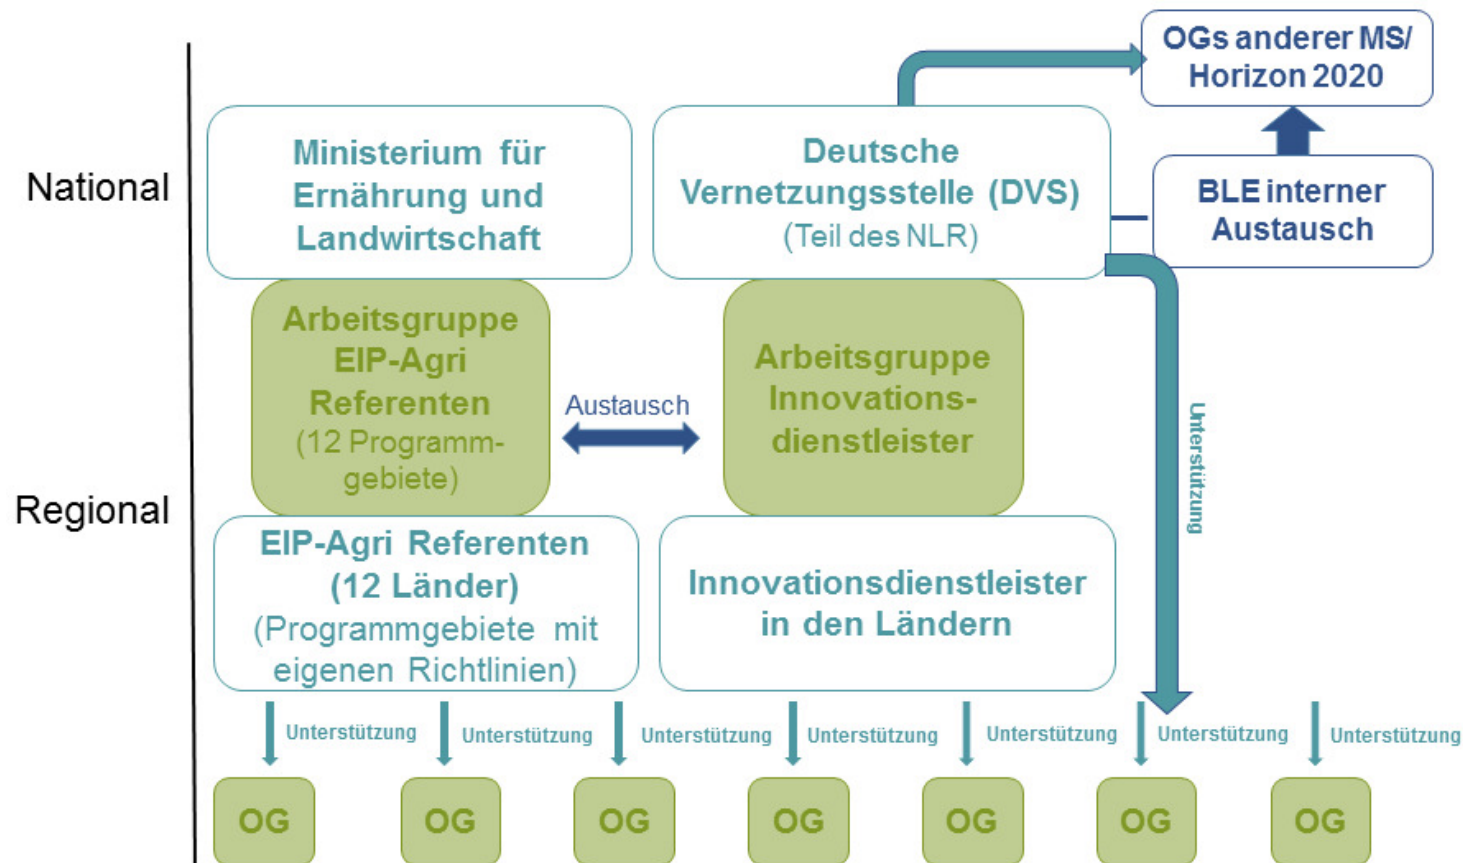 OGs anderer MS/
Horizon 2020
National
Ministerium für
Ernährung und
Landwirtschaft
Deutsche
Vernetzungsstelle (DVS)
(Teil des NLR)
BLE interner
Austausch
Arbeitsgruppe
EIP-Agri
Referenten
(12 Programm-
gebiete)
Austausch
Arbeitsgruppe
Innovations-
dienstleister
Unterstützung
Regional
EIP-Agri Referenten
(12 Länder)
(Programmgebiete mit
eigenen Richtlinien)
Innovationsdienstleister
in den Ländern
Unterstützung
Unterstützung
Unterstützung
Unterstützung
Unterstützung
Unterstützung
Unterstützung
OG
OG
OG
OG
OG
OG
OG